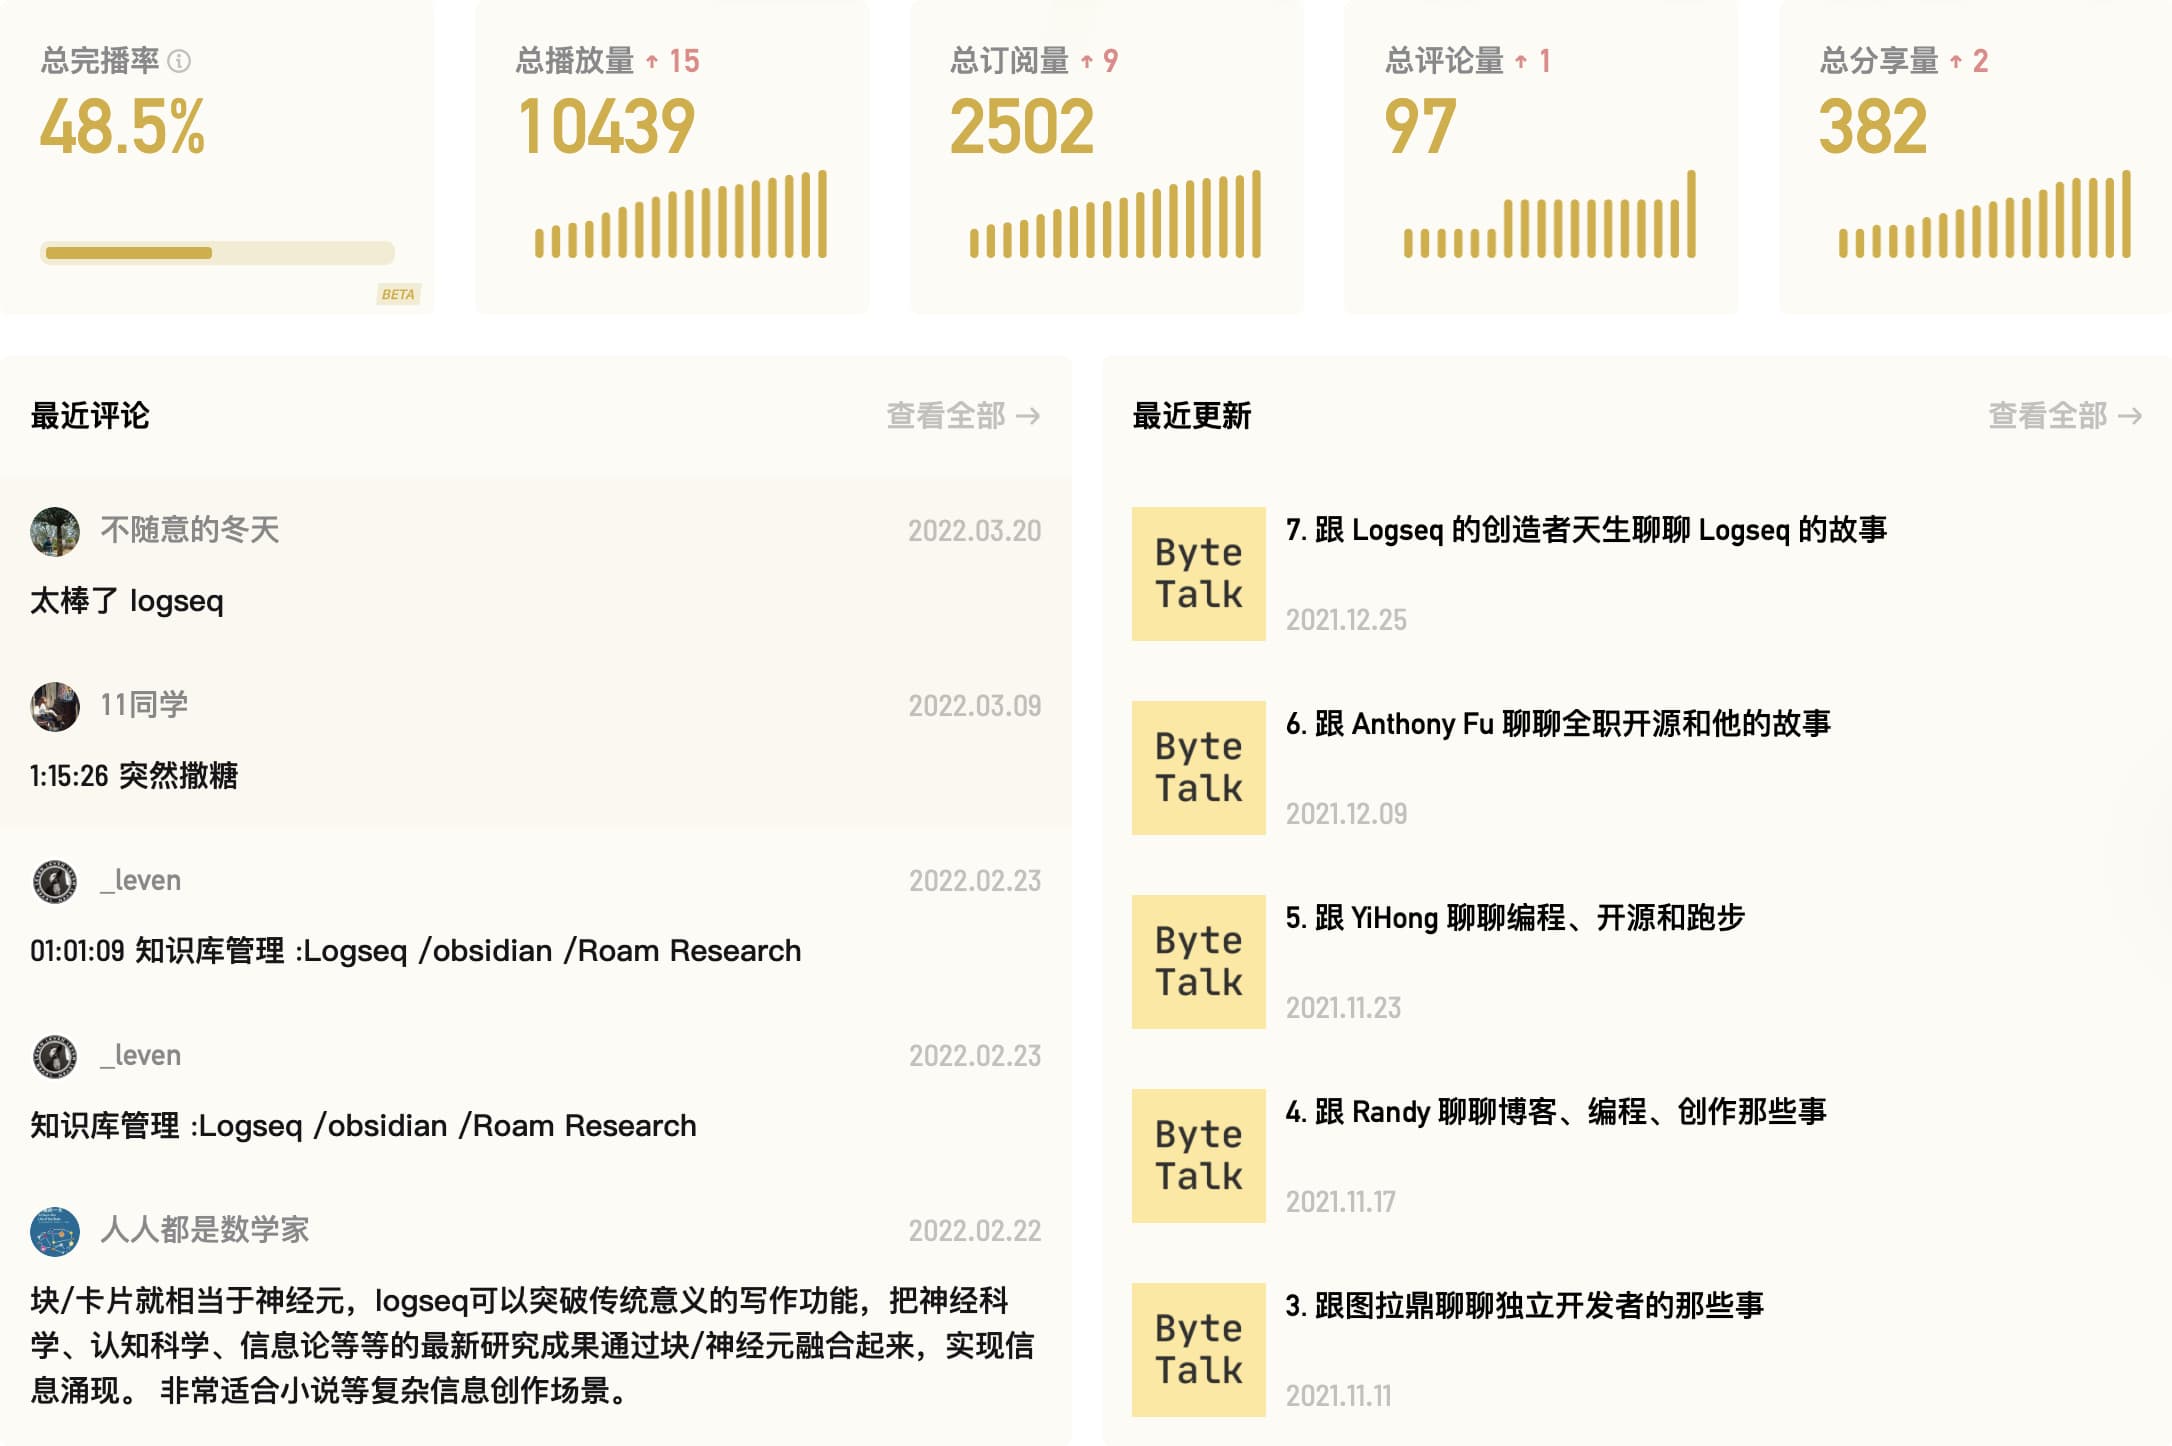 总完播率
48.5%
BETA
总播放量 ↑ 15
10439
总订阅量 ↑ 9
2502
总评论量 ↑ 1
97
总分享量 ↑ 2
382
最近评论
查看全部 →
不随意的冬天
2022.03.20
太棒了 logseq
11同学
2022.03.09
1:15:26 突然撒糖
_leven
2022.02.23
01:01:09 知识库管理 :Logseq /obsidian /Roam Research
_leven
2022.02.23
知识库管理 :Logseq /obsidian /Roam Research
人人都是数学家
2022.02.22
块/卡片就相当于神经元，logseq可以突破传统意义的写作功能，把神经科
学、认知科学、信息论等等的最新研究成果通过块/神经元融合起来，实现信
息涌现。 非常适合小说等复杂信息创作场景。
最近更新
查看全部 →
Byte
Talk
7. 跟 Logseq 的创造者天生聊聊 Logseq 的故事
2021.12.25
Byte
Talk
6. 跟 Anthony Fu 聊聊全职开源和他的故事
2021.12.09
Byte
Talk
5. 跟 YiHong 聊聊编程、开源和跑步
2021.11.23
Byte
Talk
4. 跟 Randy 聊聊博客、编程、创作那些事
2021.11.17
Byte
Talk
3. 跟图拉鼎聊聊独立开发者的那些事
2021.11.11